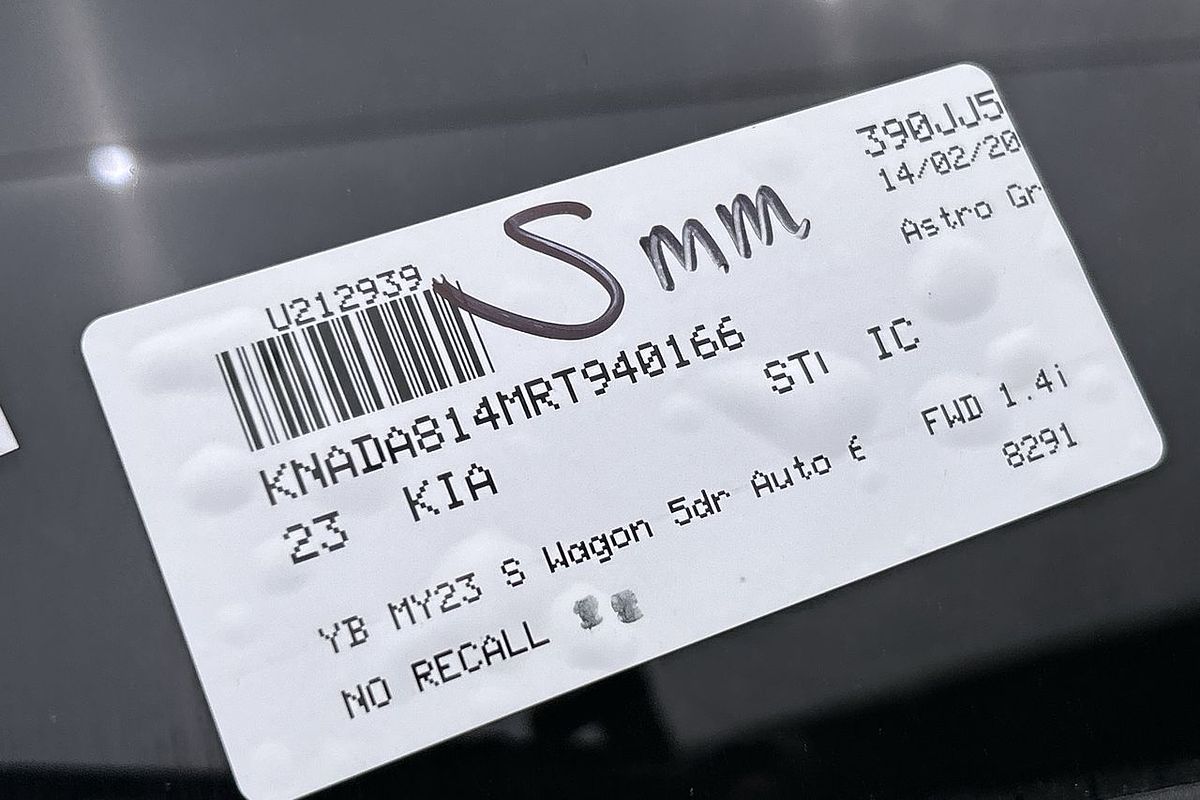 390JJ5
14/02/20
Astro Gr
Smm
U212939
KNADA814MRT940166
23 KIA IC
YB MY23 S Wagon 5dr Auto 6 FWD 1.4i
NO RECALL 8291